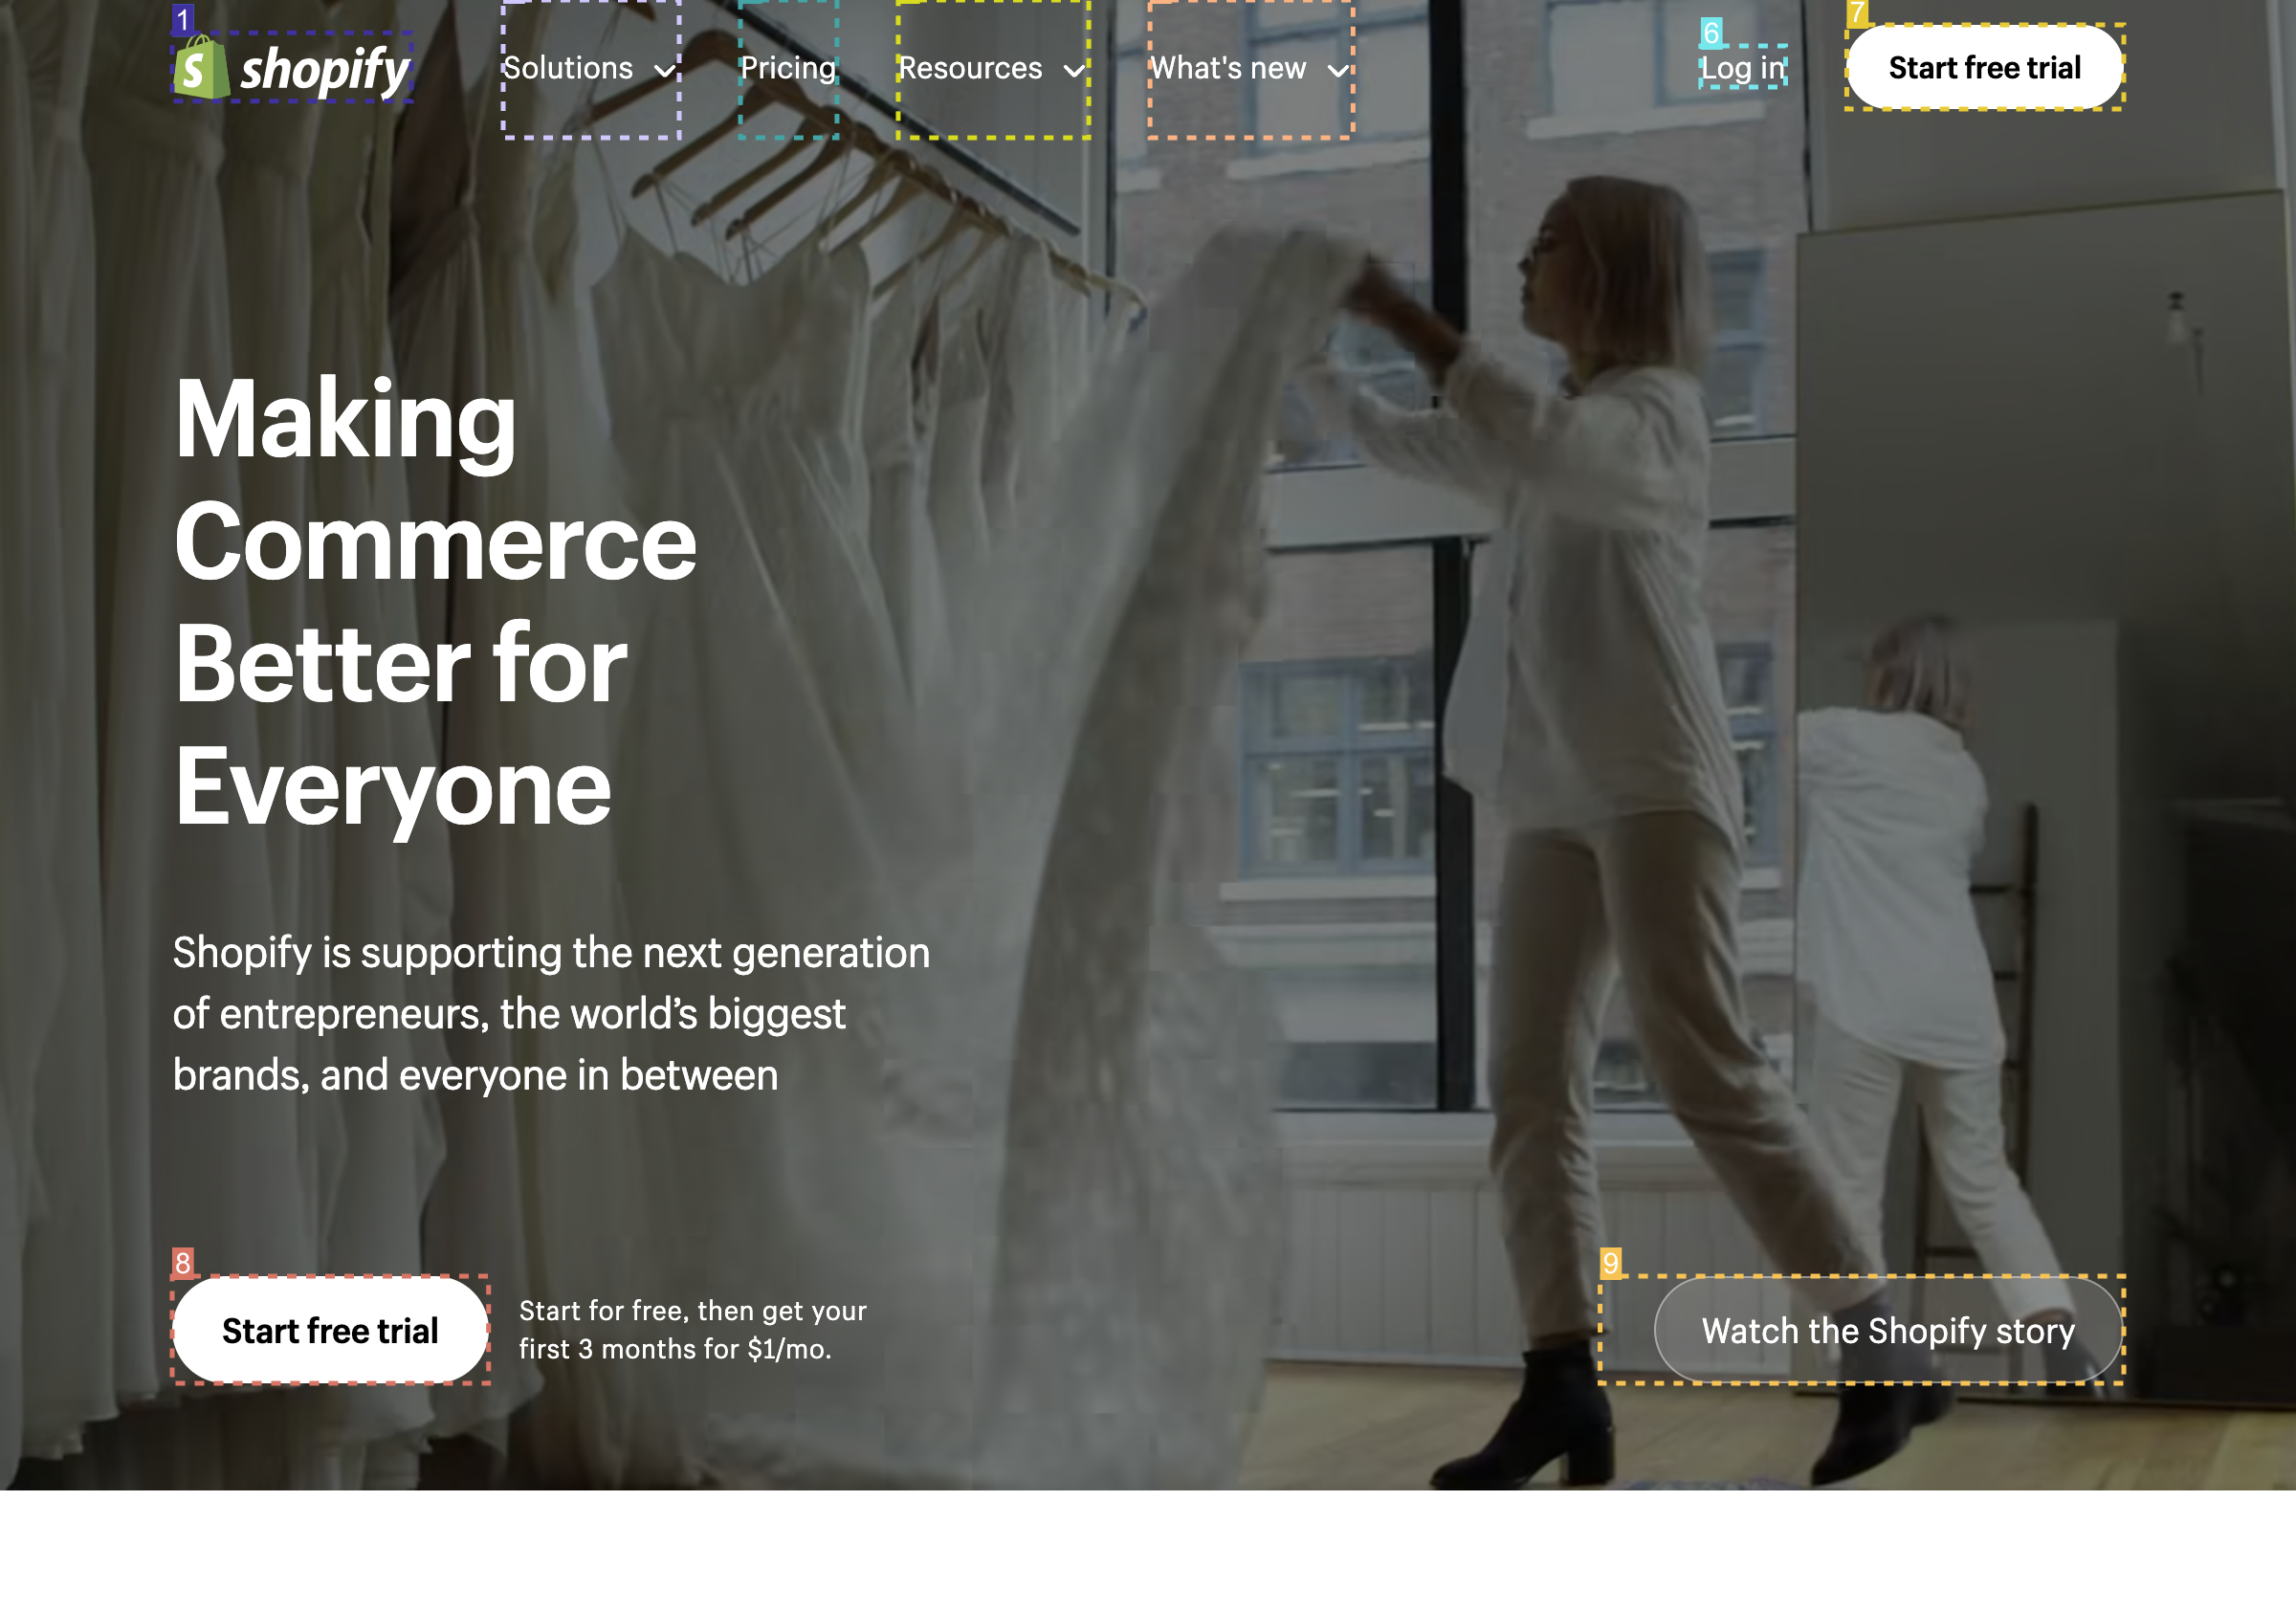 1
shopify
Solutions
Pricing
Resources
What's new
6
Log in
7
Start free trial
Making
Commerce
Better for
Everyone
Shopify is supporting the next generation
of entrepreneurs, the world’s biggest
brands, and everyone in between
8
Start free trial
Start for free, then get your
first 3 months for $1/mo.
9
Watch the Shopify story